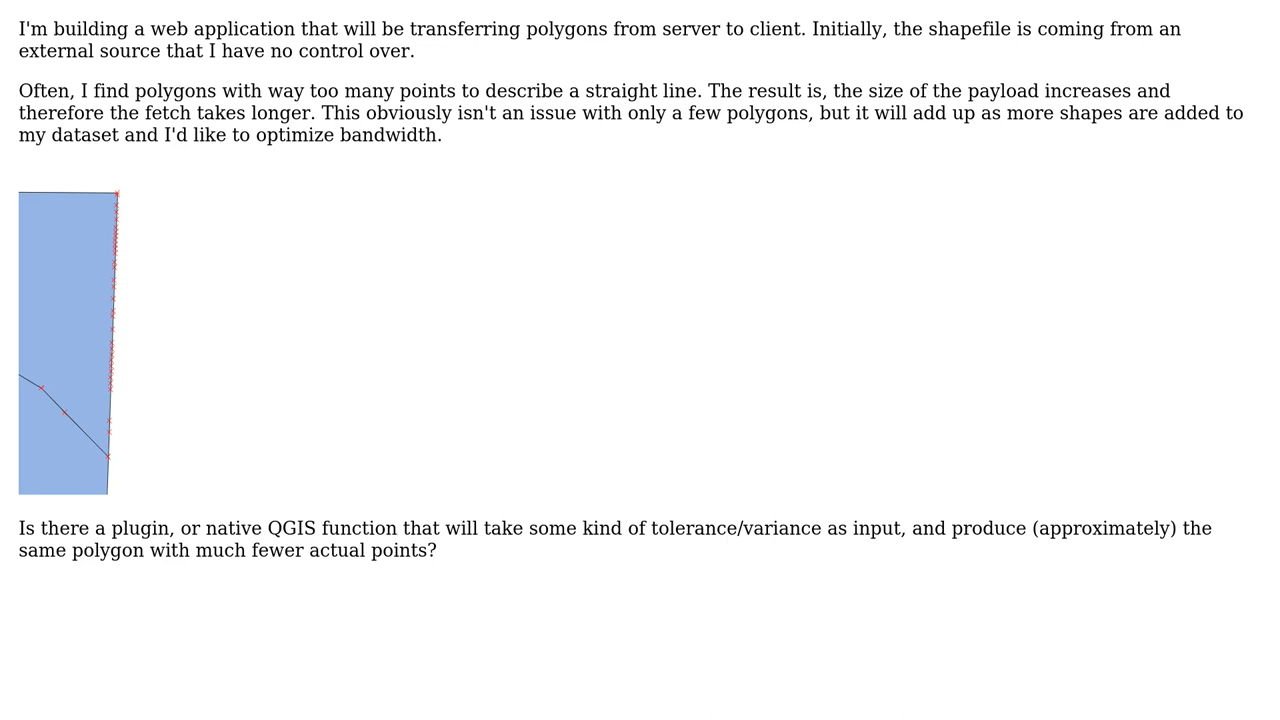 I'm building a web application that will be transferring polygons from server to client. Initially, the shapefile is coming from an
external source that I have no control over.
Often, I find polygons with way too many points to describe a straight line. The result is, the size of the payload increases and
therefore the fetch takes longer. This obviously isn't an issue with only a few polygons, but it will add up as more shapes are added to
my dataset and I'd like to optimize bandwidth.
Is there a plugin, or native QGIS function that will take some kind of tolerance/variance as input, and produce (approximately) the
same polygon with much fewer actual points?